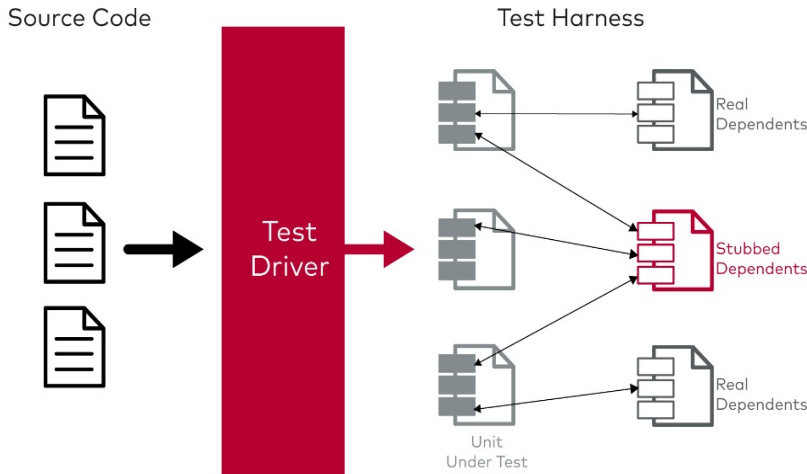 Source Code
Test Harness
Test
Driver
Real
Dependents
Stubbed
Dependents
Real
Dependents
Unit
Under Test